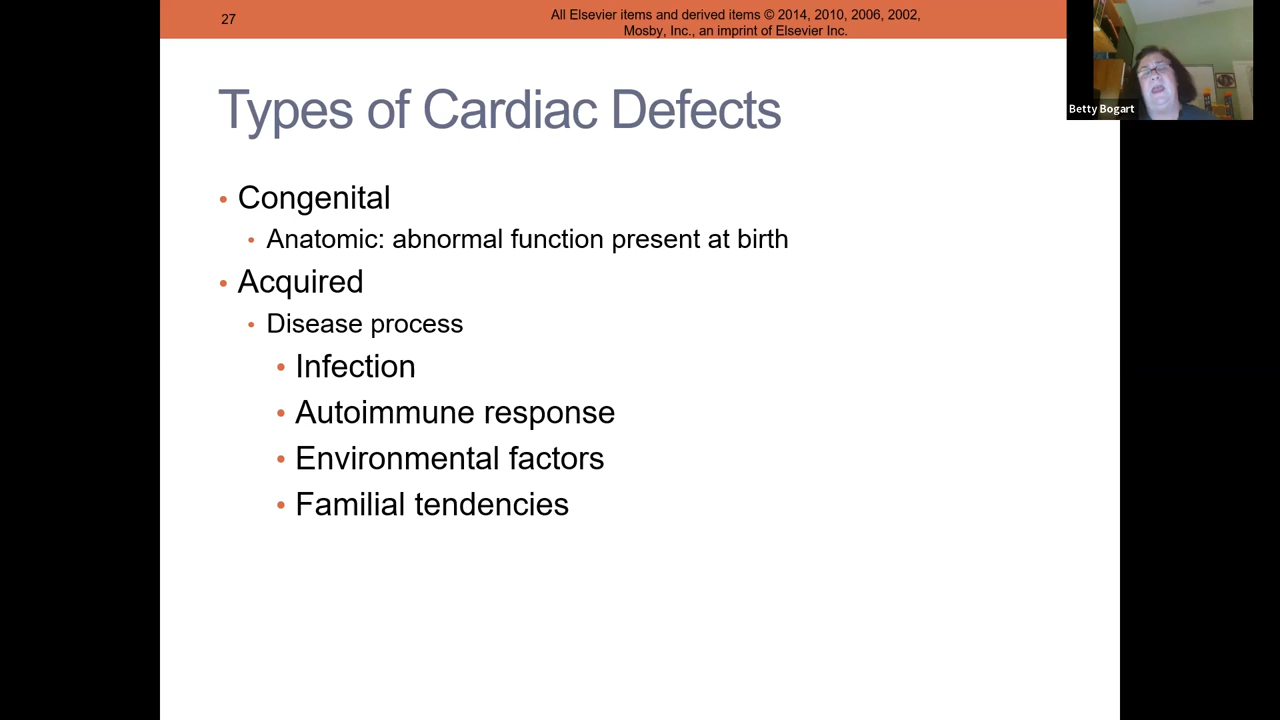 27
All Elsevier items and derived items © 2014, 2010, 2006, 2002,
Mosby, Inc., an imprint of Elsevier Inc.
Betty Bogart
Types of Cardiac Defects
• Congenital
• Anatomic: abnormal function present at birth
• Acquired
• Disease process
• Infection
• Autoimmune response
• Environmental factors
• Familial tendencies